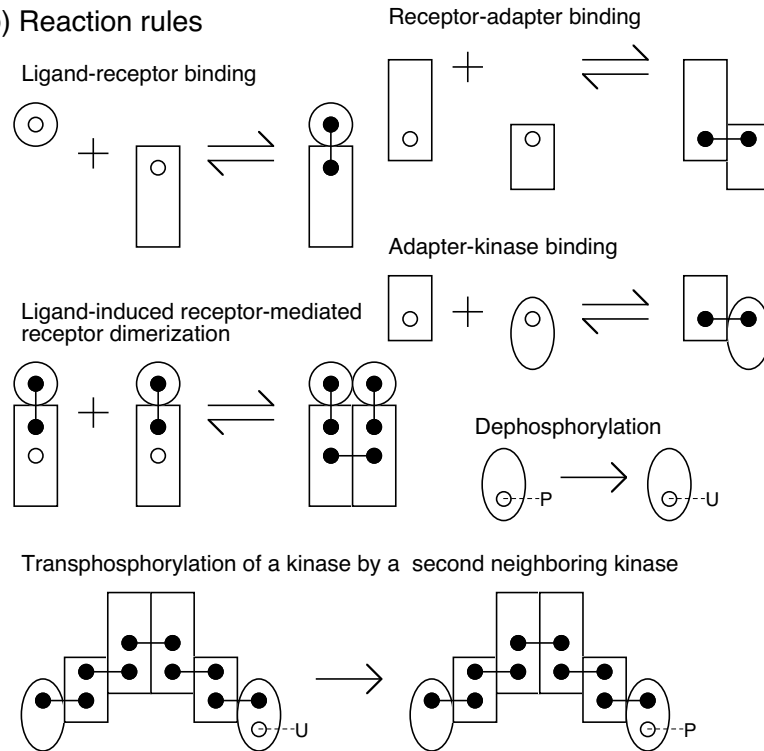 ) Reaction rules
Receptor-adapter binding
Ligand-receptor binding
Adapter-kinase binding
Ligand-induced receptor-mediated
receptor dimerization
Dephosphorylation
P
U
Transphosphorylation of a kinase by a second neighboring kinase
U
P